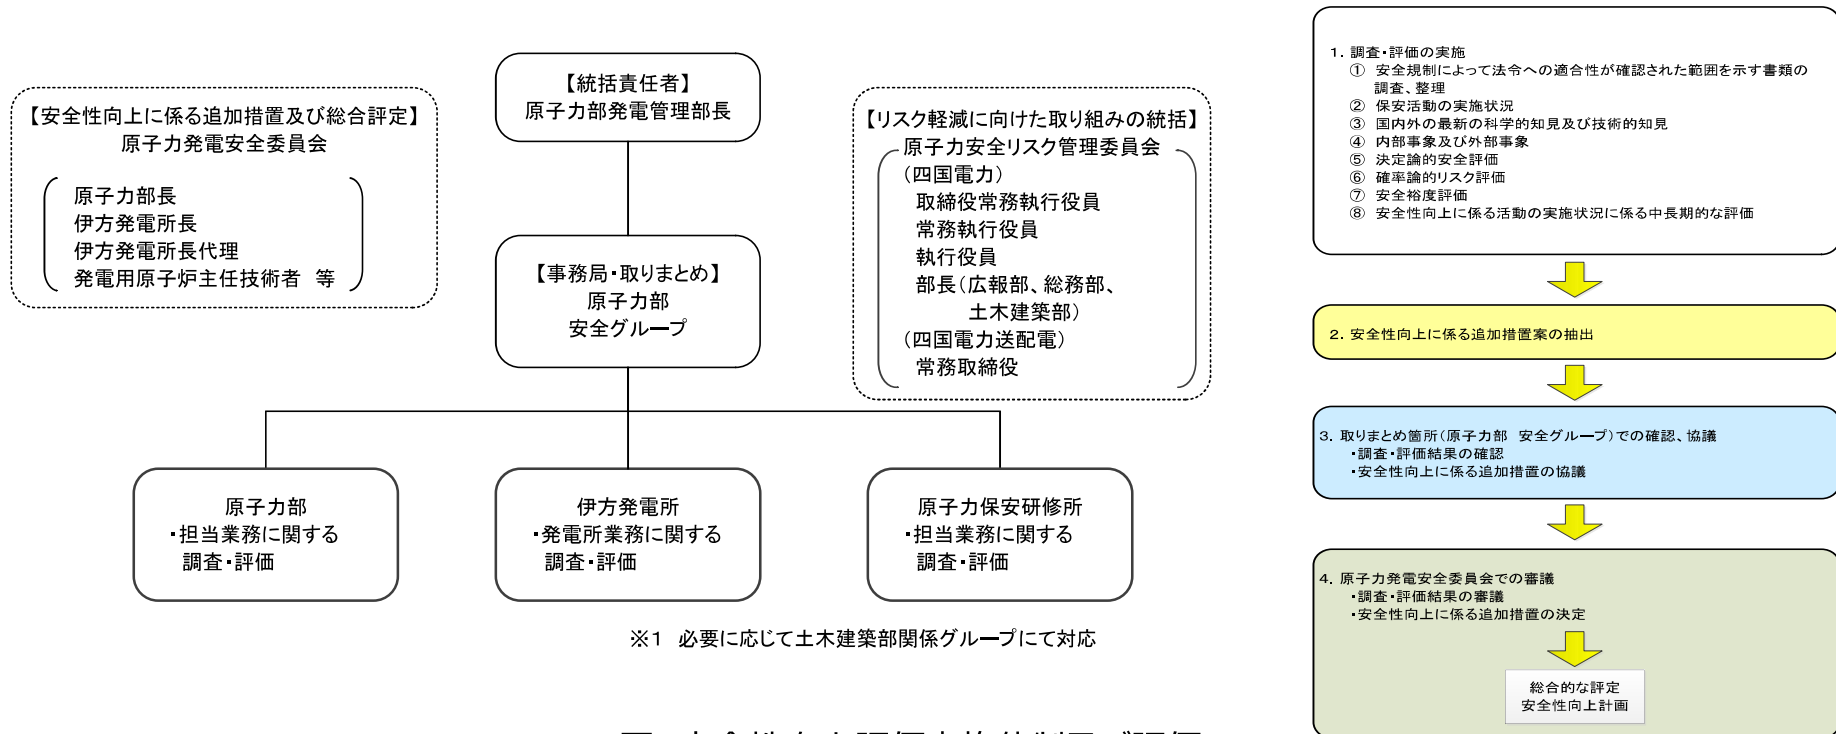 【安全性向上に係る追加措置及び総合評定】
原子力発電安全委員会
原子力部長
伊方発電所長
伊方発電所長代理
発電用原子炉主任技術者 等
【統括責任者】
原子力部発電管理部長
【事務局・取りまとめ】
原子力部
安全グループ
【リスク軽減に向けた取り組みの統括】
原子力安全リスク管理委員会
(四国電力)
取締役常務執行役員
常務執行役員
執行役員
部長(広報部、総務部、
土木建築部)
(四国電力送配電)
常務取締役
原子力部
・担当業務に関する
調査・評価
伊方発電所
・発電所業務に関する
調査・評価
原子力保安研修所
・担当業務に関する
調査・評価
※1 必要に応じて土木建築部関係グループにて対応
1. 調査・評価の実施
① 安全規制によって法令への適合性が確認された範囲を示す書類の
調査、整理
② 保安活動の実施状況
③ 国内外の最新の科学的知見及び技術的知見
④ 内部事象及び外部事象
⑤ 決定論的安全評価
⑥ 確率論的リスク評価
⑦ 安全裕度評価
⑧ 安全性向上に係る活動の実施状況に係る中長期的な評価
2. 安全性向上に係る追加措置案の抽出
3. 取りまとめ箇所(原子力部 安全グループ)での確認、協議
・調査・評価結果の確認
・安全性向上に係る追加措置の協議
4. 原子力発電安全委員会での審議
・調査・評価結果の審議
・安全性向上に係る追加措置の決定
総合的な評定
安全性向上計画